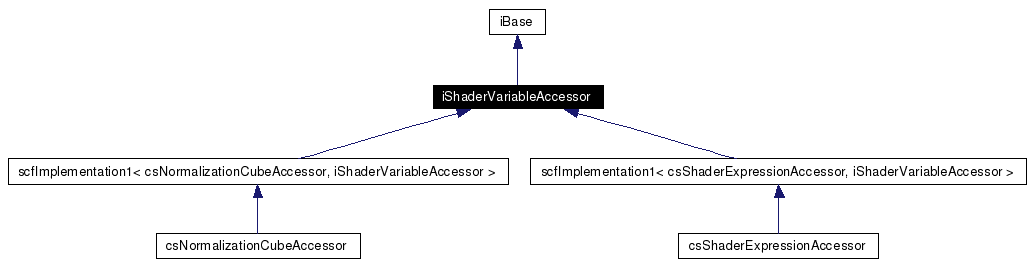 iBase
iShaderVariableAccessor
scfImplementation1< csNormalizationCubeAccessor, iShaderVariableAccessor >
scfImplementation1< csShaderExpressionAccessor, iShaderVariableAccessor >
csNormalizationCubeAccessor
csShaderExpressionAccessor